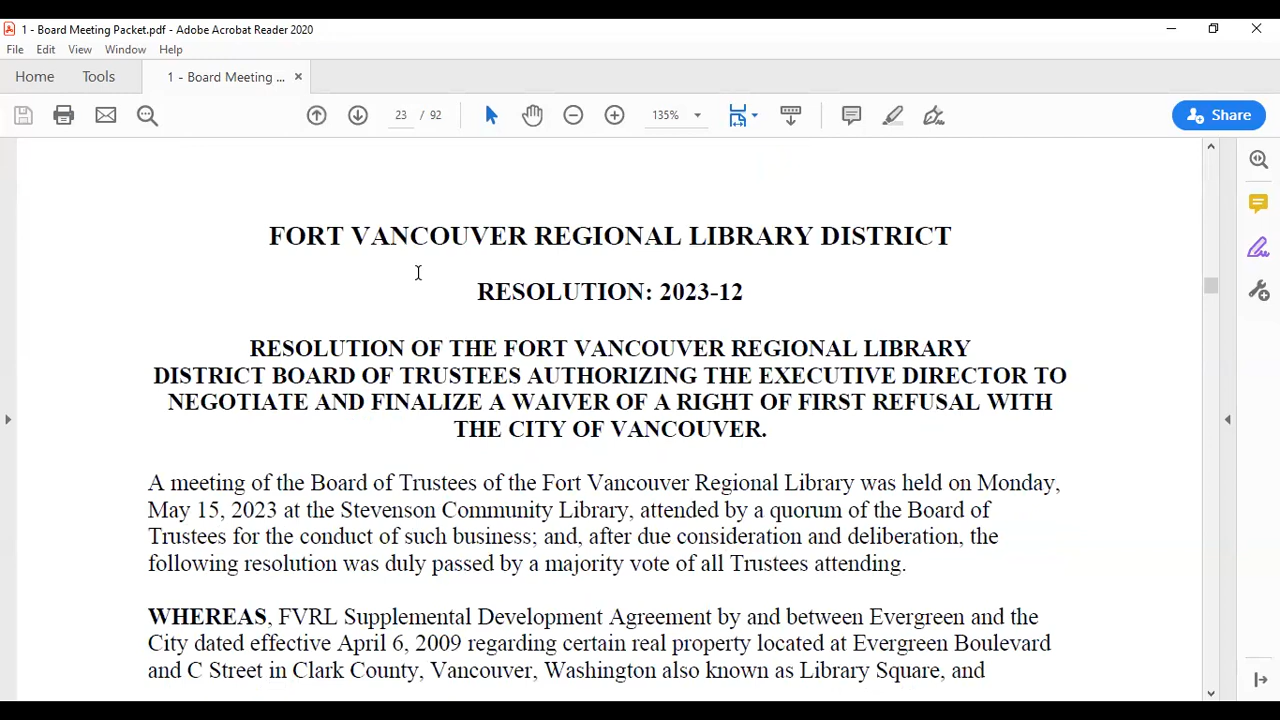 1 - Board Meeting Packet.pdf - Adobe Acrobat Reader 2020
File Edit View Window Help
Home Tools 1 - Board Meeting ... ×
23 / 92 135% Share
FORT VANCOUVER REGIONAL LIBRARY DISTRICT
RESOLUTION: 2023-12
RESOLUTION OF THE FORT VANCOUVER REGIONAL LIBRARY
DISTRICT BOARD OF TRUSTEES AUTHORIZING THE EXECUTIVE DIRECTOR TO
NEGOTIATE AND FINALIZE A WAIVER OF A RIGHT OF FIRST REFUSAL WITH
THE CITY OF VANCOUVER.
A meeting of the Board of Trustees of the Fort Vancouver Regional Library was held on Monday,
May 15, 2023 at the Stevenson Community Library, attended by a quorum of the Board of
Trustees for the conduct of such business; and, after due consideration and deliberation, the
following resolution was duly passed by a majority vote of all Trustees attending.
WHEREAS, FVRL Supplemental Development Agreement by and between Evergreen and the
City dated effective April 6, 2009 regarding certain real property located at Evergreen Boulevard
and C Street in Clark County, Vancouver, Washington also known as Library Square, and